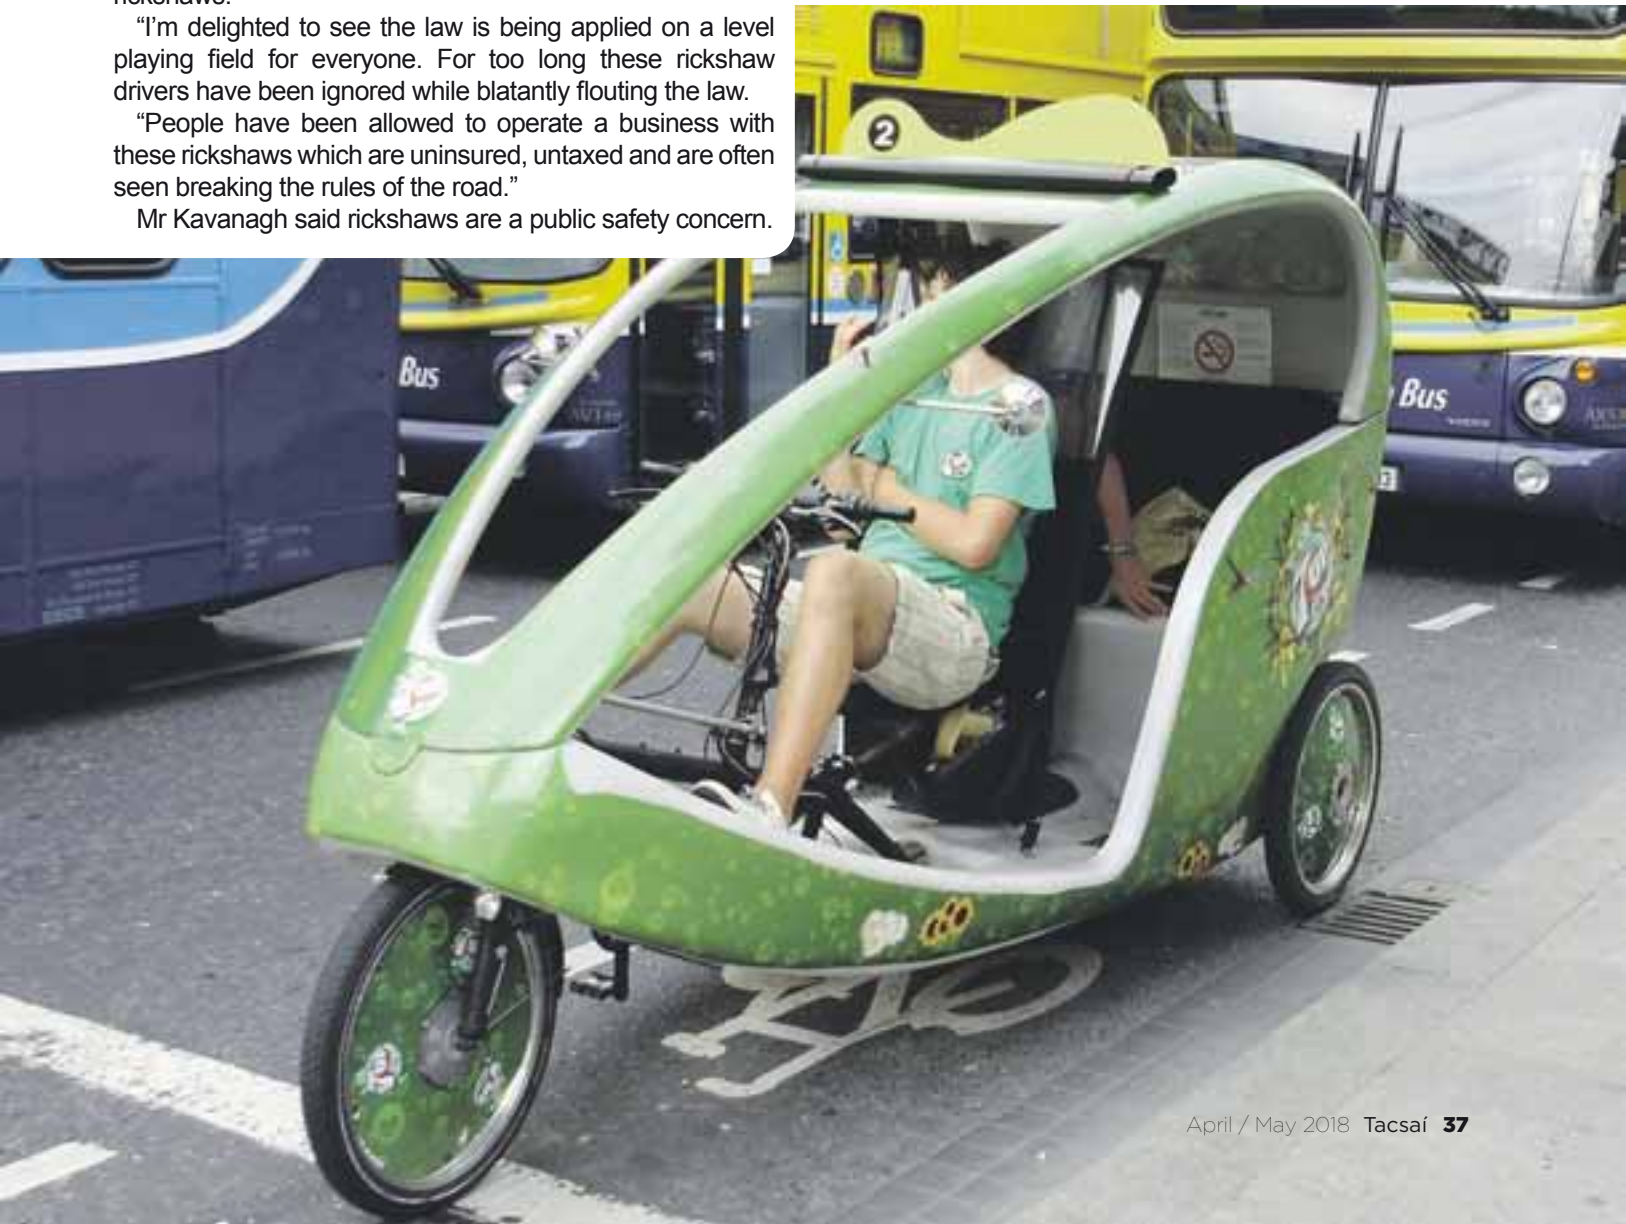 rickshaws.
“I’m delighted to see the law is being applied on a level
playing field for everyone. For too long these rickshaw
drivers have been ignored while blatantly flouting the law.
“People have been allowed to operate a business with
these rickshaws which are uninsured, untaxed and are often
seen breaking the rules of the road.”
Mr Kavanagh said rickshaws are a public safety concern.
2
Bus
Bus
April / May 2018 Tacsaí 37